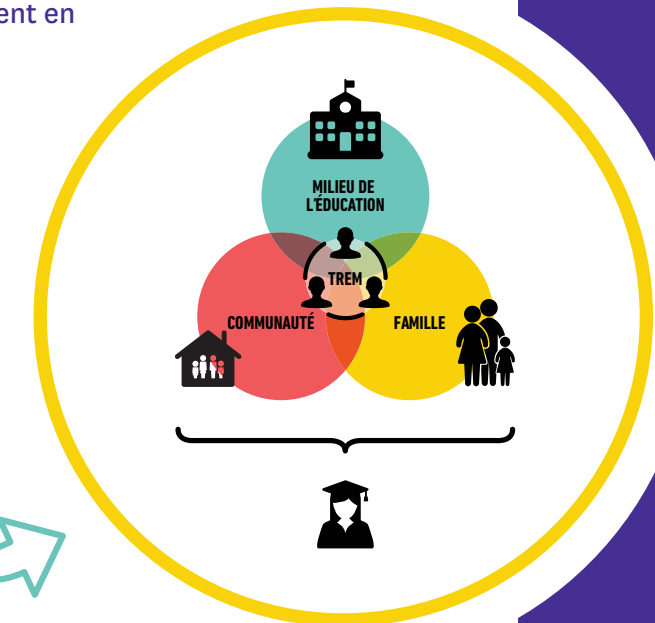 ent en
MILIEU DE
L'ÉDUCATION
TREM
COMMUNAUTÉ
FAMILLE